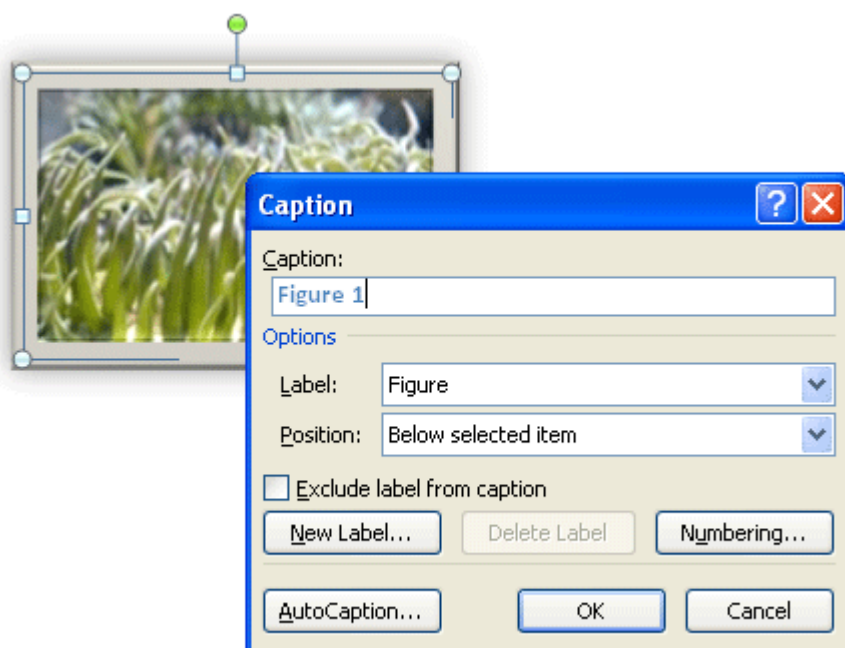 Caption
Caption:
Figure 1
Options
Label: Figure
Position: Below selected item
Exclude label from caption
New Label... Delete Label Numbering...
AutoCaption... OK Cancel